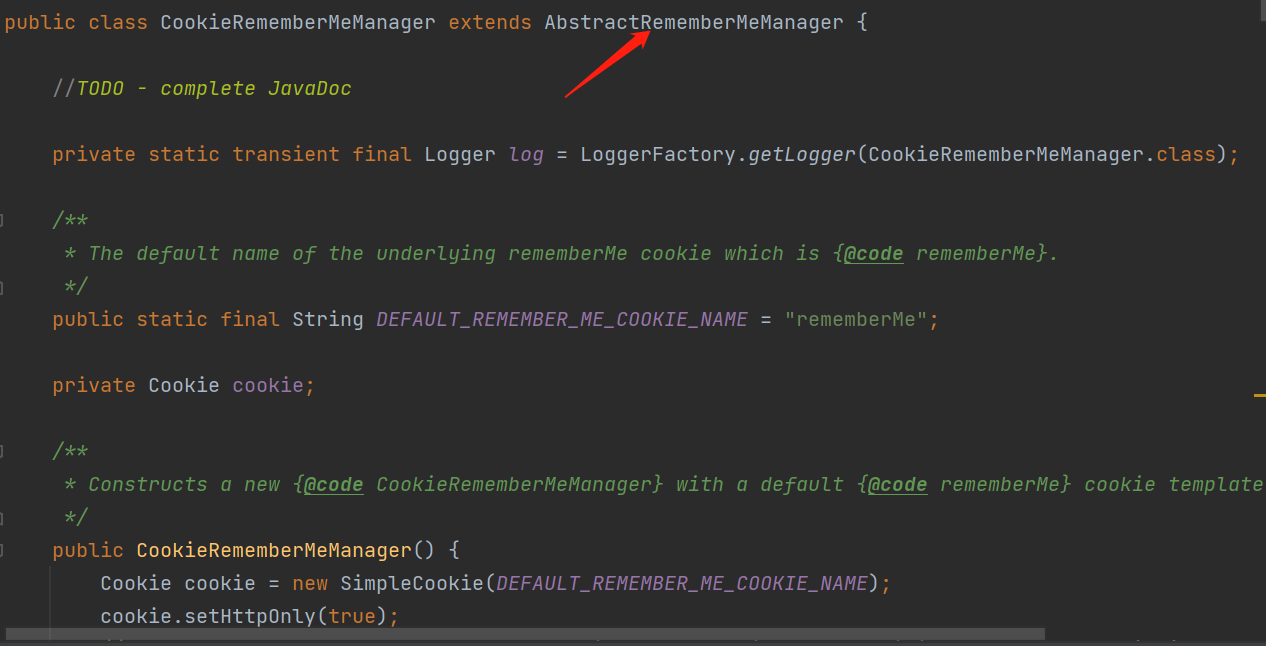 public class CookieRememberMeManager extends AbstractRememberMeManager {
//TODO - complete JavaDoc
private static transient final Logger log = LoggerFactory.getLogger(CookieRememberMeManager.class);
/**
* The default name of the underlying rememberMe cookie which is {@code rememberMe}.
*/
public static final String DEFAULT_REMEMBER_ME_COOKIE_NAME = "rememberMe";
private Cookie cookie;
/**
* Constructs a new {@code CookieRememberMeManager} with a default {@code rememberMe} cookie template
*/
public CookieRememberMeManager() {
Cookie cookie = new SimpleCookie(DEFAULT_REMEMBER_ME_COOKIE_NAME);
cookie.setHttpOnly(true);